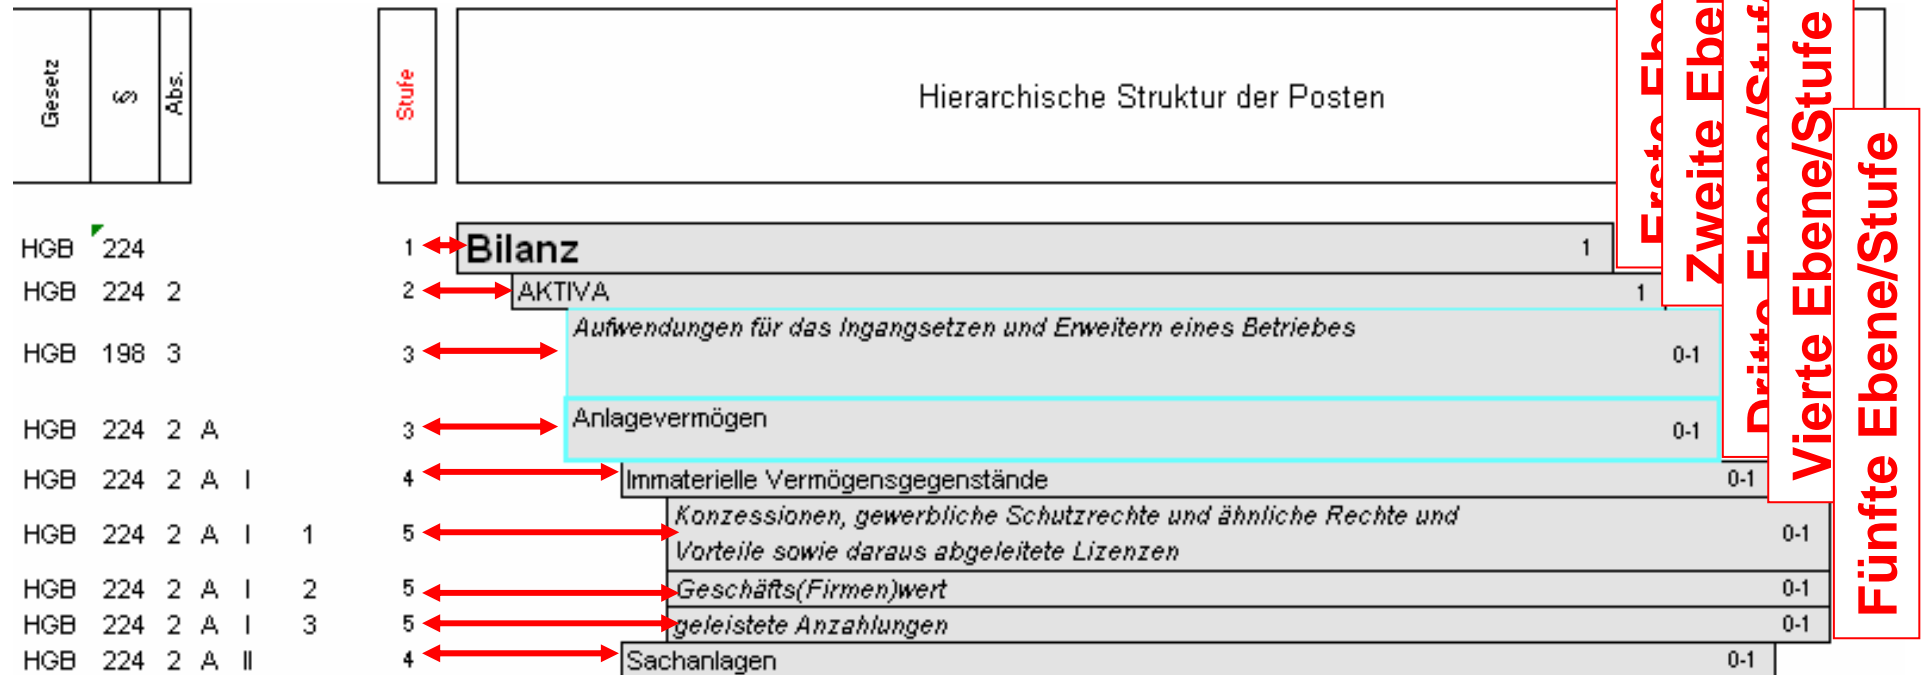 Gesetz § Abs. Stufe Hierarchische Struktur der Posten
Zweite
Vierte Ebene/Stufe
Fünfte Ebene/Stufe
HGB 224 1 Bilanz 1
HGB 224 2 2 AKTIVA 1
HGB 198 3 3 Aufwendungen für das Ingangsetzen und Erweitern eines Betriebes 0-1
HGB 224 2 A 3 Anlagevermögen 0-1
HGB 224 2 A I 4 Immaterielle Vermögensgegenstände 0-1
HGB 224 2 A I 1 5 Konzessionen, gewerbliche Schutzrechte und ähnliche Rechte und
Vorteile sowie daraus abgeleitete Lizenzen 0-1
HGB 224 2 A I 2 5 Geschäfts(Firmen)wert 0-1
HGB 224 2 A I 3 5 geleistete Anzahlungen 0-1
HGB 224 2 A II 4 Sachanlagen 0-1